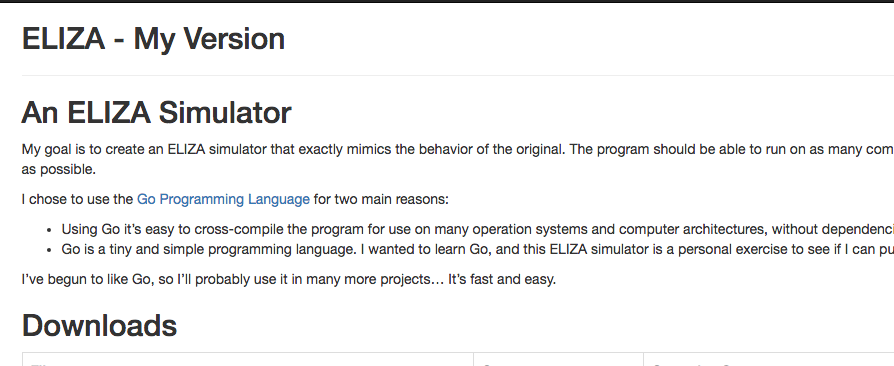 ELIZA - My Version
An ELIZA Simulator
My goal is to create an ELIZA simulator that exactly mimics the behavior of the original. The program should be able to run on as many com
as possible.
I chose to use the Go Programming Language for two main reasons:
• Using Go it's easy to cross-compile the program for use on many operation systems and computer architectures, without dependenci
• Go is a tiny and simple programming language. I wanted to learn Go, and this ELIZA simulator is a personal exercise to see if I can pu
I've begun to like Go, so I'll probably use it in many more projects… It's fast and easy.
Downloads